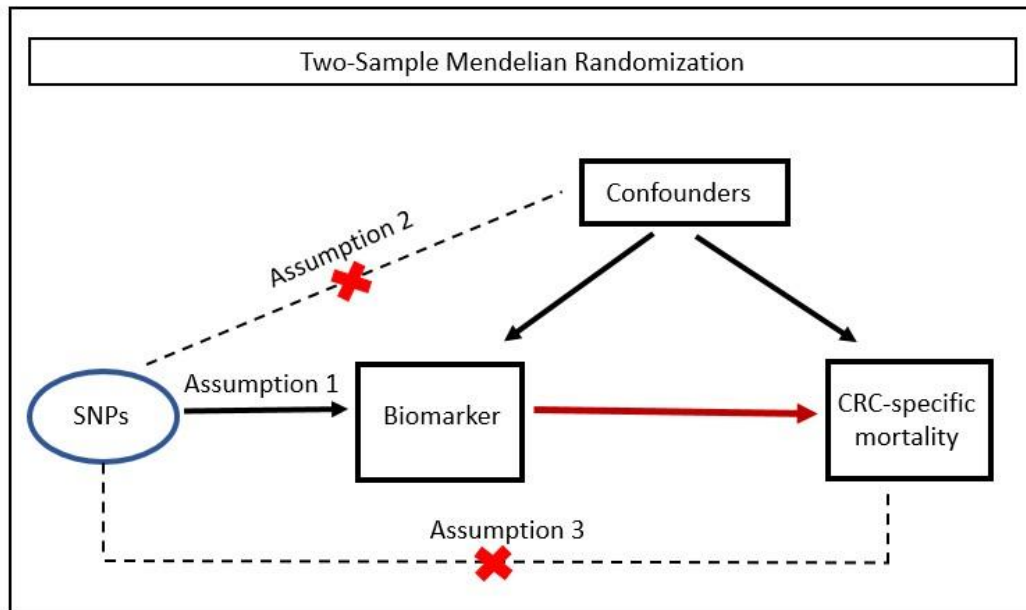 Two-Sample Mendelian Randomization
Confounders
Assumption 2
Assumption 1
SNPs
Biomarker
CRC-specific
mortality
Assumption 3